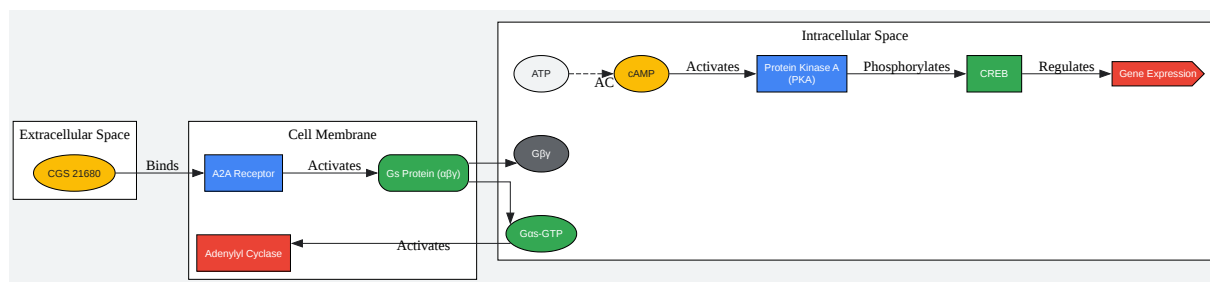 Extracellular Space
CGS 21680
Binds
Cell Membrane
A2A Receptor
Activates
Gs Protein (αβγ)
Adenylyl Cyclase
Activates
Intracellular Space
ATP
AC
cAMP
Activates
Protein Kinase A
(PKA)
Phosphorylates
CREB
Regulates
Gene Expression
Gβγ
Gαs-GTP